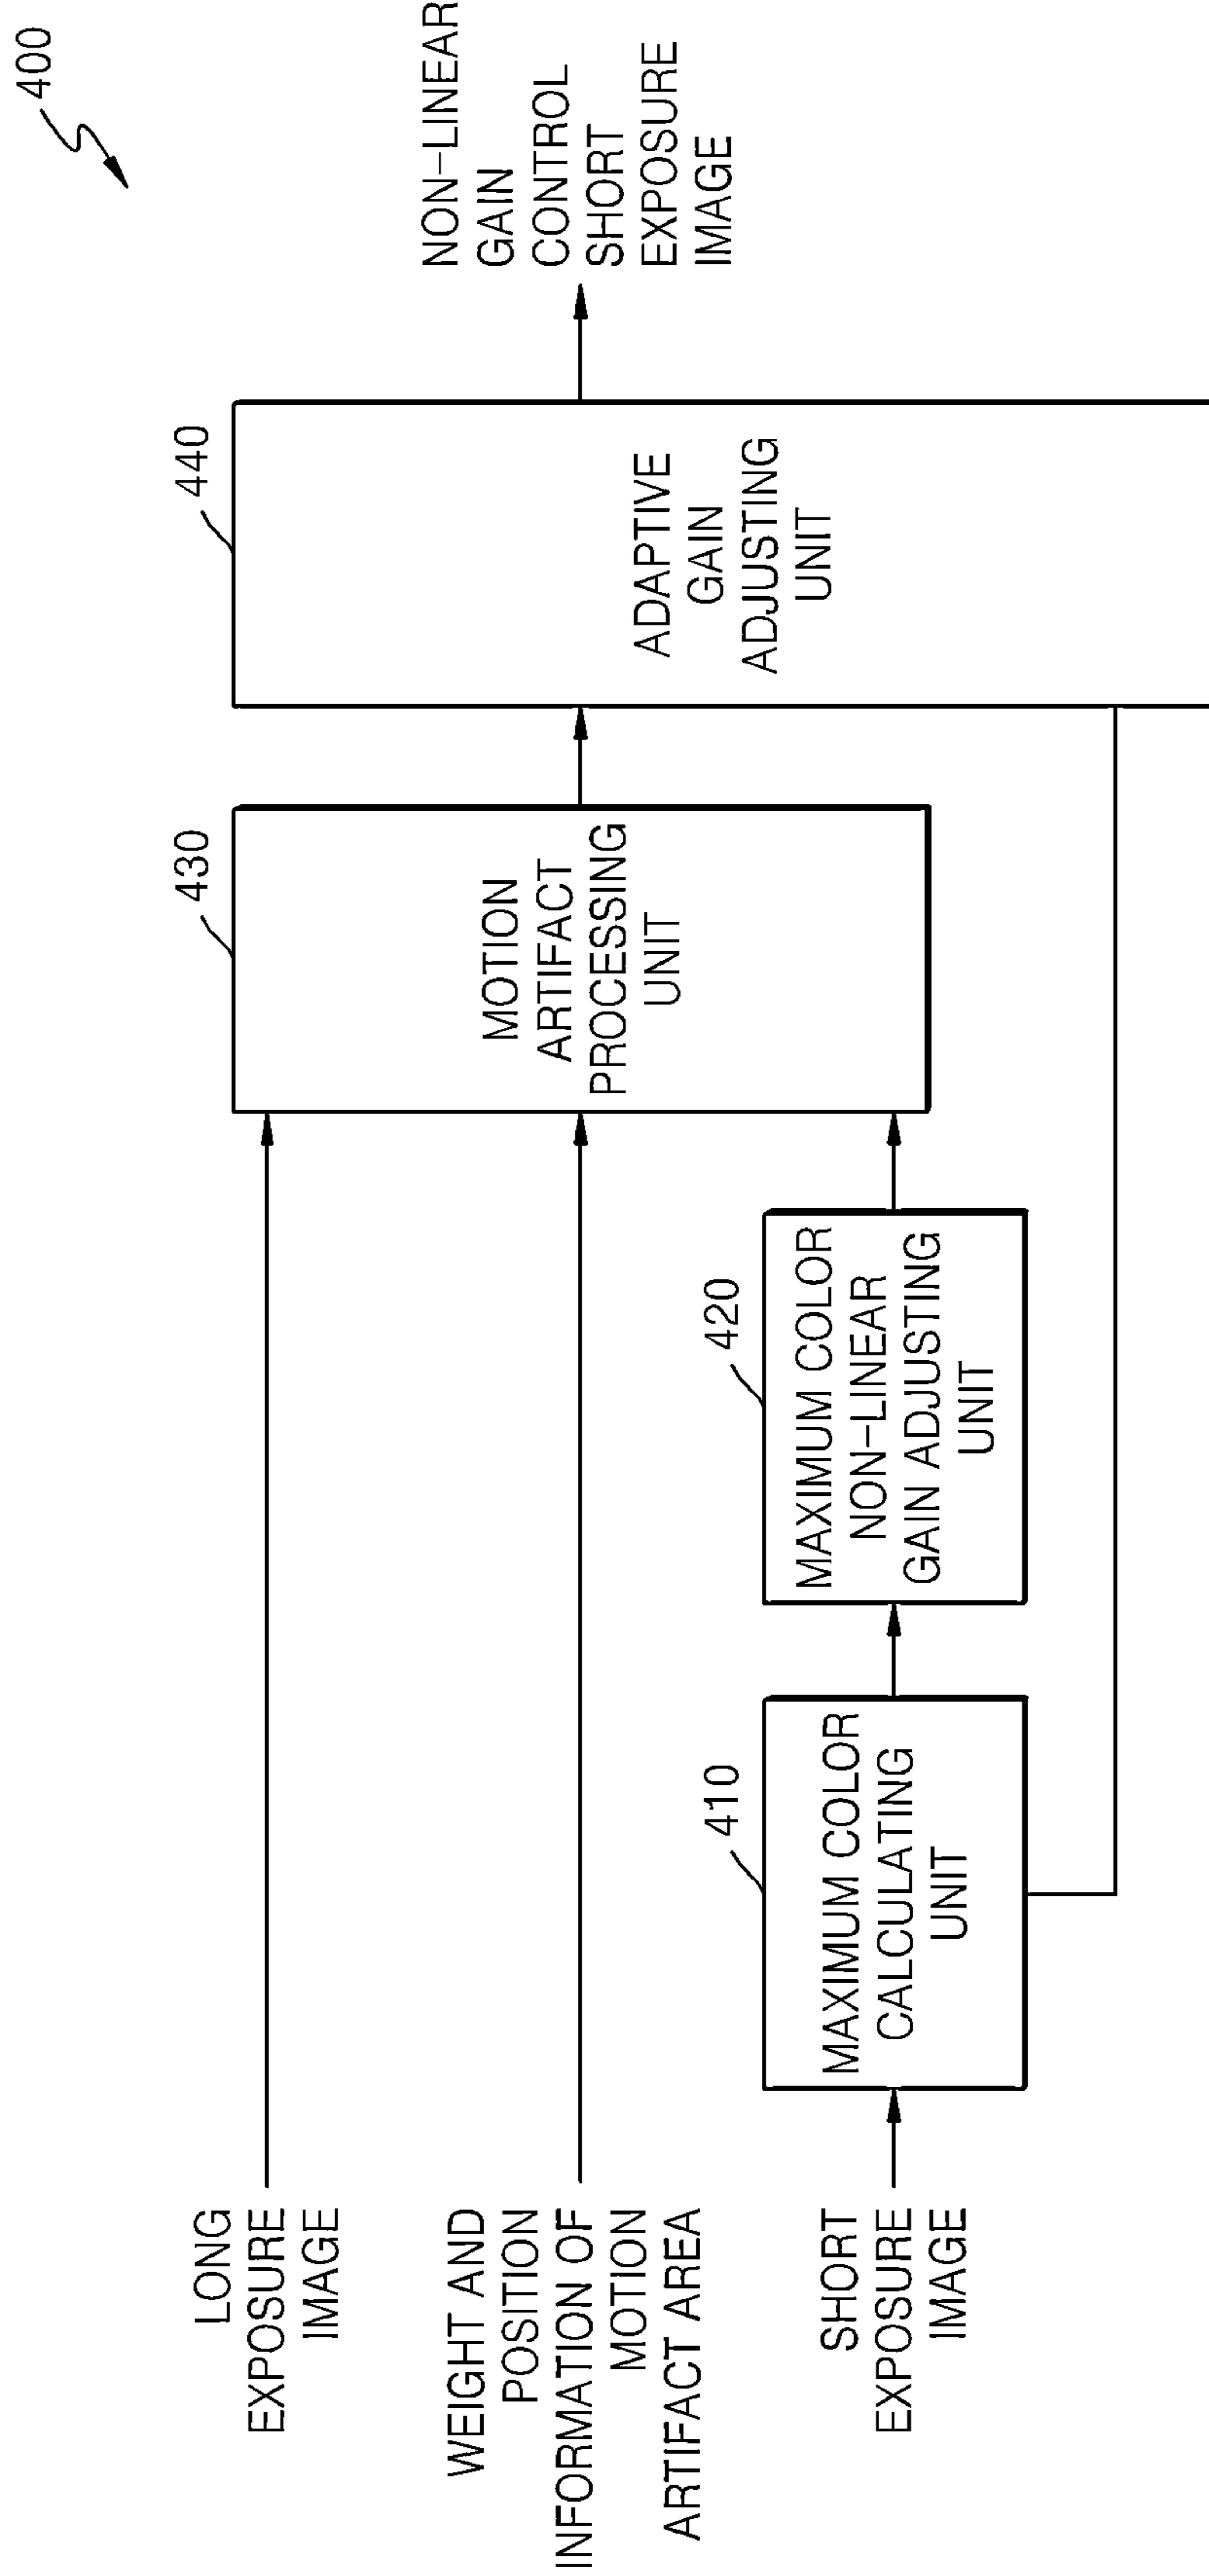 400
LONG
EXPOSURE
IMAGE
WEIGHT AND
POSITION
INFORMATION OF
MOTION
ARTIFACT AREA
SHORT
EXPOSURE
IMAGE
410
MAXIMUM COLOR
CALCULATING
UNIT
420
MAXIMUM COLOR
NON-LINEAR
GAIN ADJUSTING
UNIT
430
MOTION
ARTIFACT
PROCESSING
UNIT
440
ADAPTIVE
GAIN
ADJUSTING
UNIT
NON-LINEAR
GAIN
CONTROL
SHORT
EXPOSURE
IMAGE